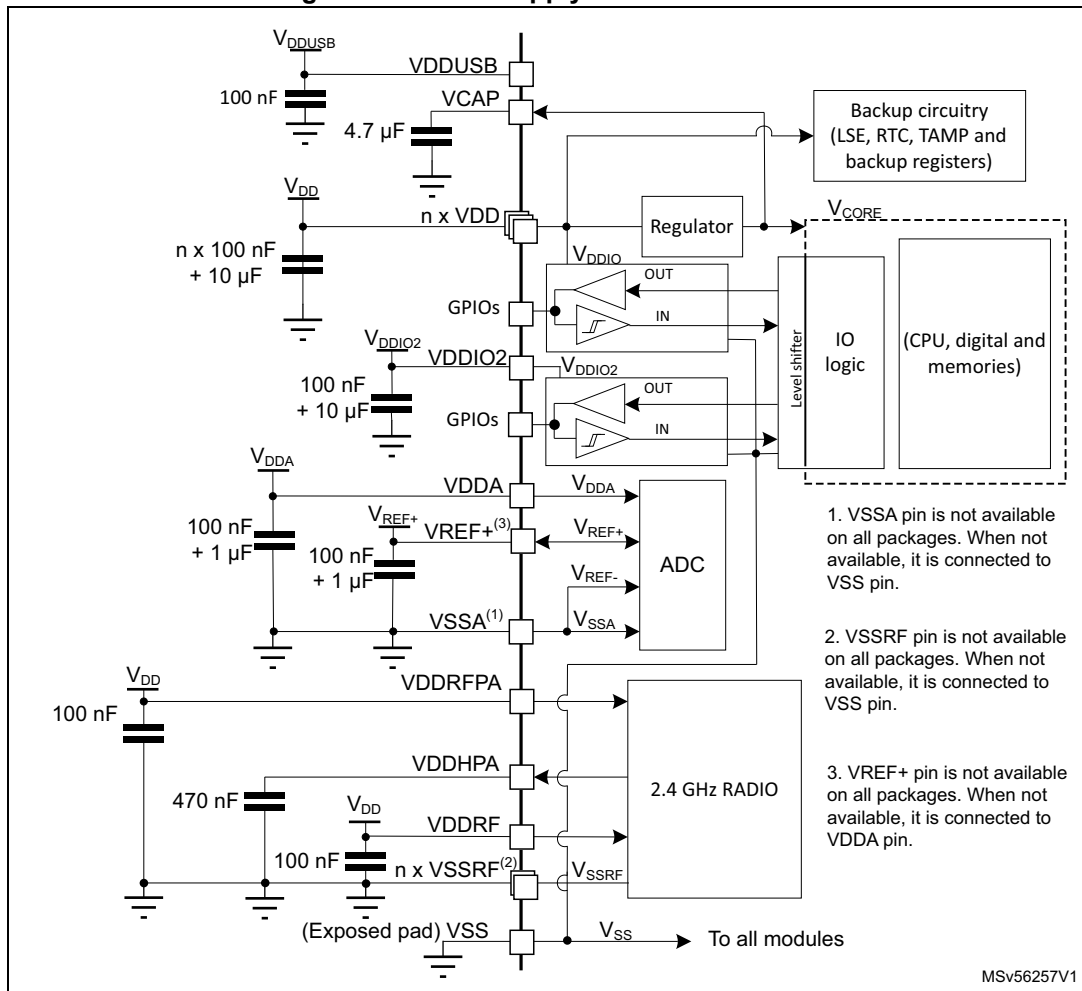 VDDUSB
VDDUSB
100 nF
VCAP
4.7 µF
Backup circuitry
(LSE, RTC, TAMP and
backup registers)
VDD
n x VDD
n x 100 nF
+ 10 µF
Regulator
VCORE
VDDIO
OUT
IN
GPIOs
Level shifter
IO
logic
(CPU, digital and
memories)
VDDIO2
VDDIO2
VDDIO2
100 nF
+ 10 µF
OUT
IN
GPIOs
VDDA
VDDA
VDDA
100 nF
+ 1 µF
VREF+
VREF+(3)
VREF+
100 nF
+ 1 µF
ADC
VREF-
VSSA(1)
VSSA
1. VSSA pin is not available
on all packages. When not
available, it is connected to
VSS pin.
2. VSSRF pin is not available
on all packages. When not
available, it is connected to
VSS pin.
3. VREF+ pin is not available
on all packages. When not
available, it is connected to
VDDA pin.
VDD
VDDRFPA
100 nF
VDDHPA
470 nF
2.4 GHz RADIO
VDD
VDDRF
100 nF
n x VSSRF(2)
VSSRF
(Exposed pad) VSS
VSS
To all modules
MSv56257V1